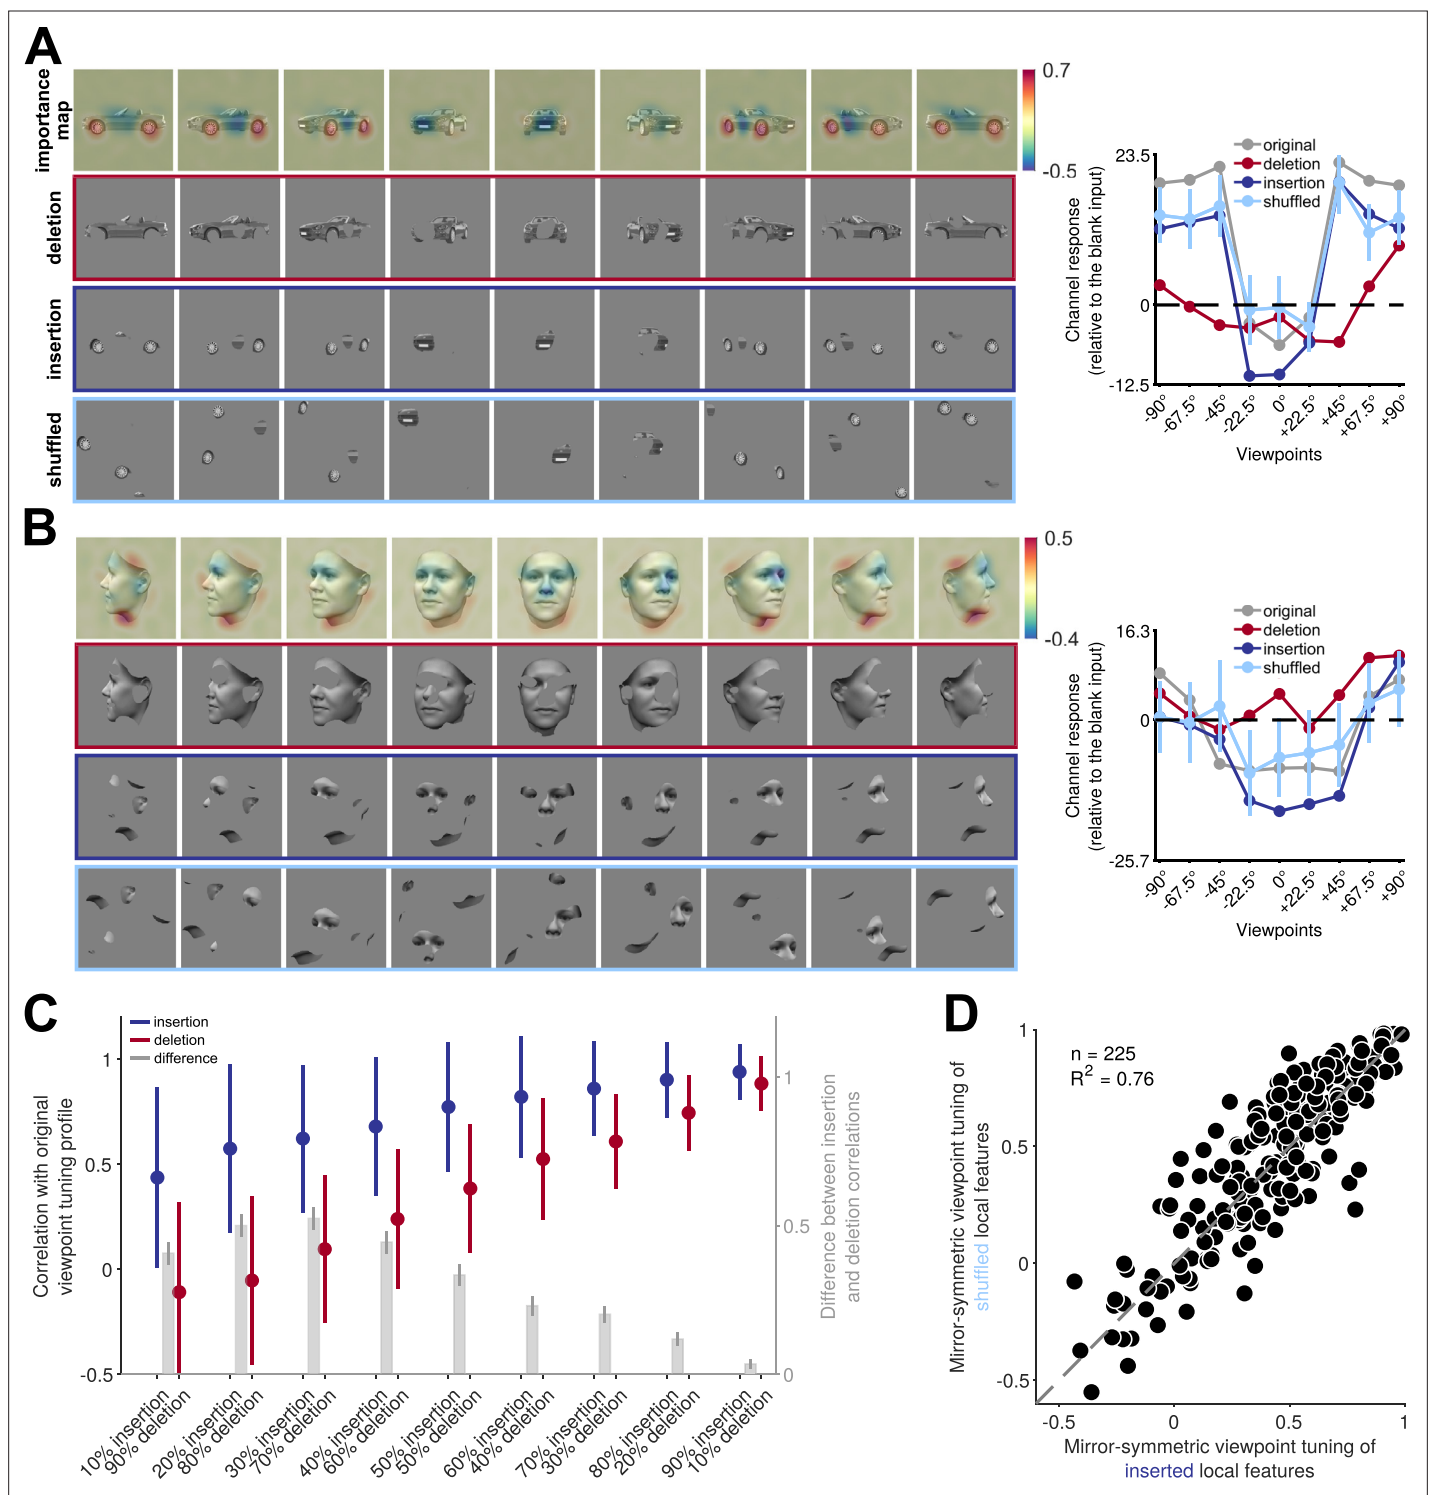 A
importance
map
0.7
-0.5
deletion
insertion
shuffled
original
deletion
insertion
shuffled
23.5
0
-12.5
Channel response
(relative to the blank input)
-90°
-67.5°
-45°
-22.5°
0°
+22.5°
+45°
+67.5°
+90°
Viewpoints
B
0.5
-0.4
original
deletion
insertion
shuffled
16.3
0
-25.7
Channel response
(relative to the blank input)
-90°
-67.5°
-45°
-22.5°
0°
+22.5°
+45°
+67.5°
+90°
Viewpoints
C
insertion
deletion
difference
1
0.5
0
-0.5
Correlation with original
viewpoint tuning profile
1
0.5
0
Difference between insertion
and deletion correlations
10% insertion
90% deletion
20% insertion
80% deletion
30% insertion
70% deletion
40% insertion
60% deletion
50% insertion
50% deletion
60% insertion
40% deletion
70% insertion
30% deletion
80% insertion
20% deletion
90% insertion
10% deletion
D
n = 225
R2 = 0.76
1
0.5
0
-0.5
Mirror-symmetric viewpoint tuning of
shuffled local features
-0.5
0
0.5
1
Mirror-symmetric viewpoint tuning of
inserted local features